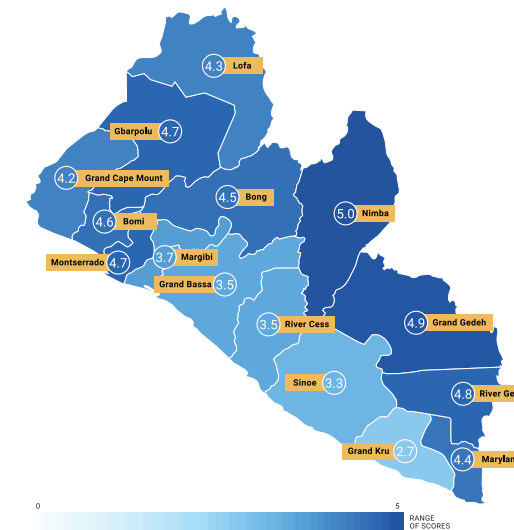 4.3 Lofa
Gbarpolu 4.7
4.2 Grand Cape Mount
4.5 Bong
5.0 Nimba
4.6 Bomi
3.7 Margibi
Montserrado 4.7
Grand Bassa 3.5
3.5 River Cess
4.9 Grand Gedeh
Sinoe 3.3
4.8 River Ge
Grand Kru 2.7
4.4 Marylan
0
5
RANGE
OF SCORES